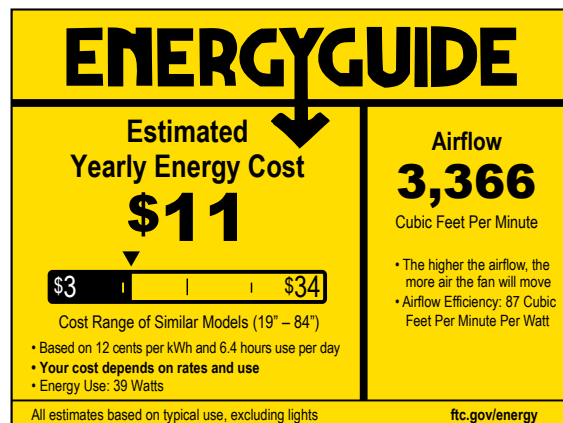 ENERGYGUIDE
Estimated
Yearly Energy Cost
$11
$3
$34
Cost Range of Similar Models (19” – 84”)
• Based on 12 cents per kWh and 6.4 hours use per day
• Your cost depends on rates and use
• Energy Use: 39 Watts
All estimates based on typical use, excluding lights
Airflow
3,366
Cubic Feet Per Minute
• The higher the airflow, the
more air the fan will move
• Airflow Efficiency: 87 Cubic
Feet Per Minute Per Watt
ftc.gov/energy